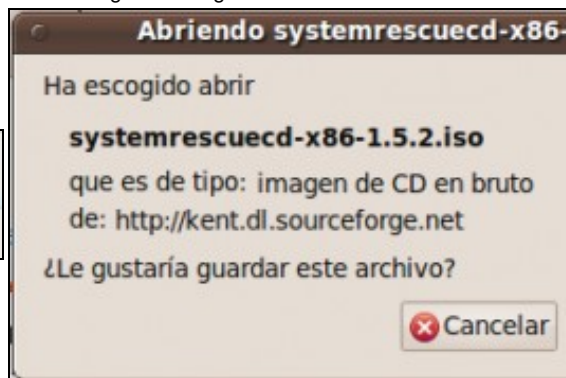 Abriendo systemrescuecd-x86-
Ha escogido abrir
systemrescuecd-x86-1.5.2.iso
que es de tipo: imagen de CD en bruto
de: http://kent.dl.sourceforge.net
¿Le gustaría guardar este archivo?
Cancelar